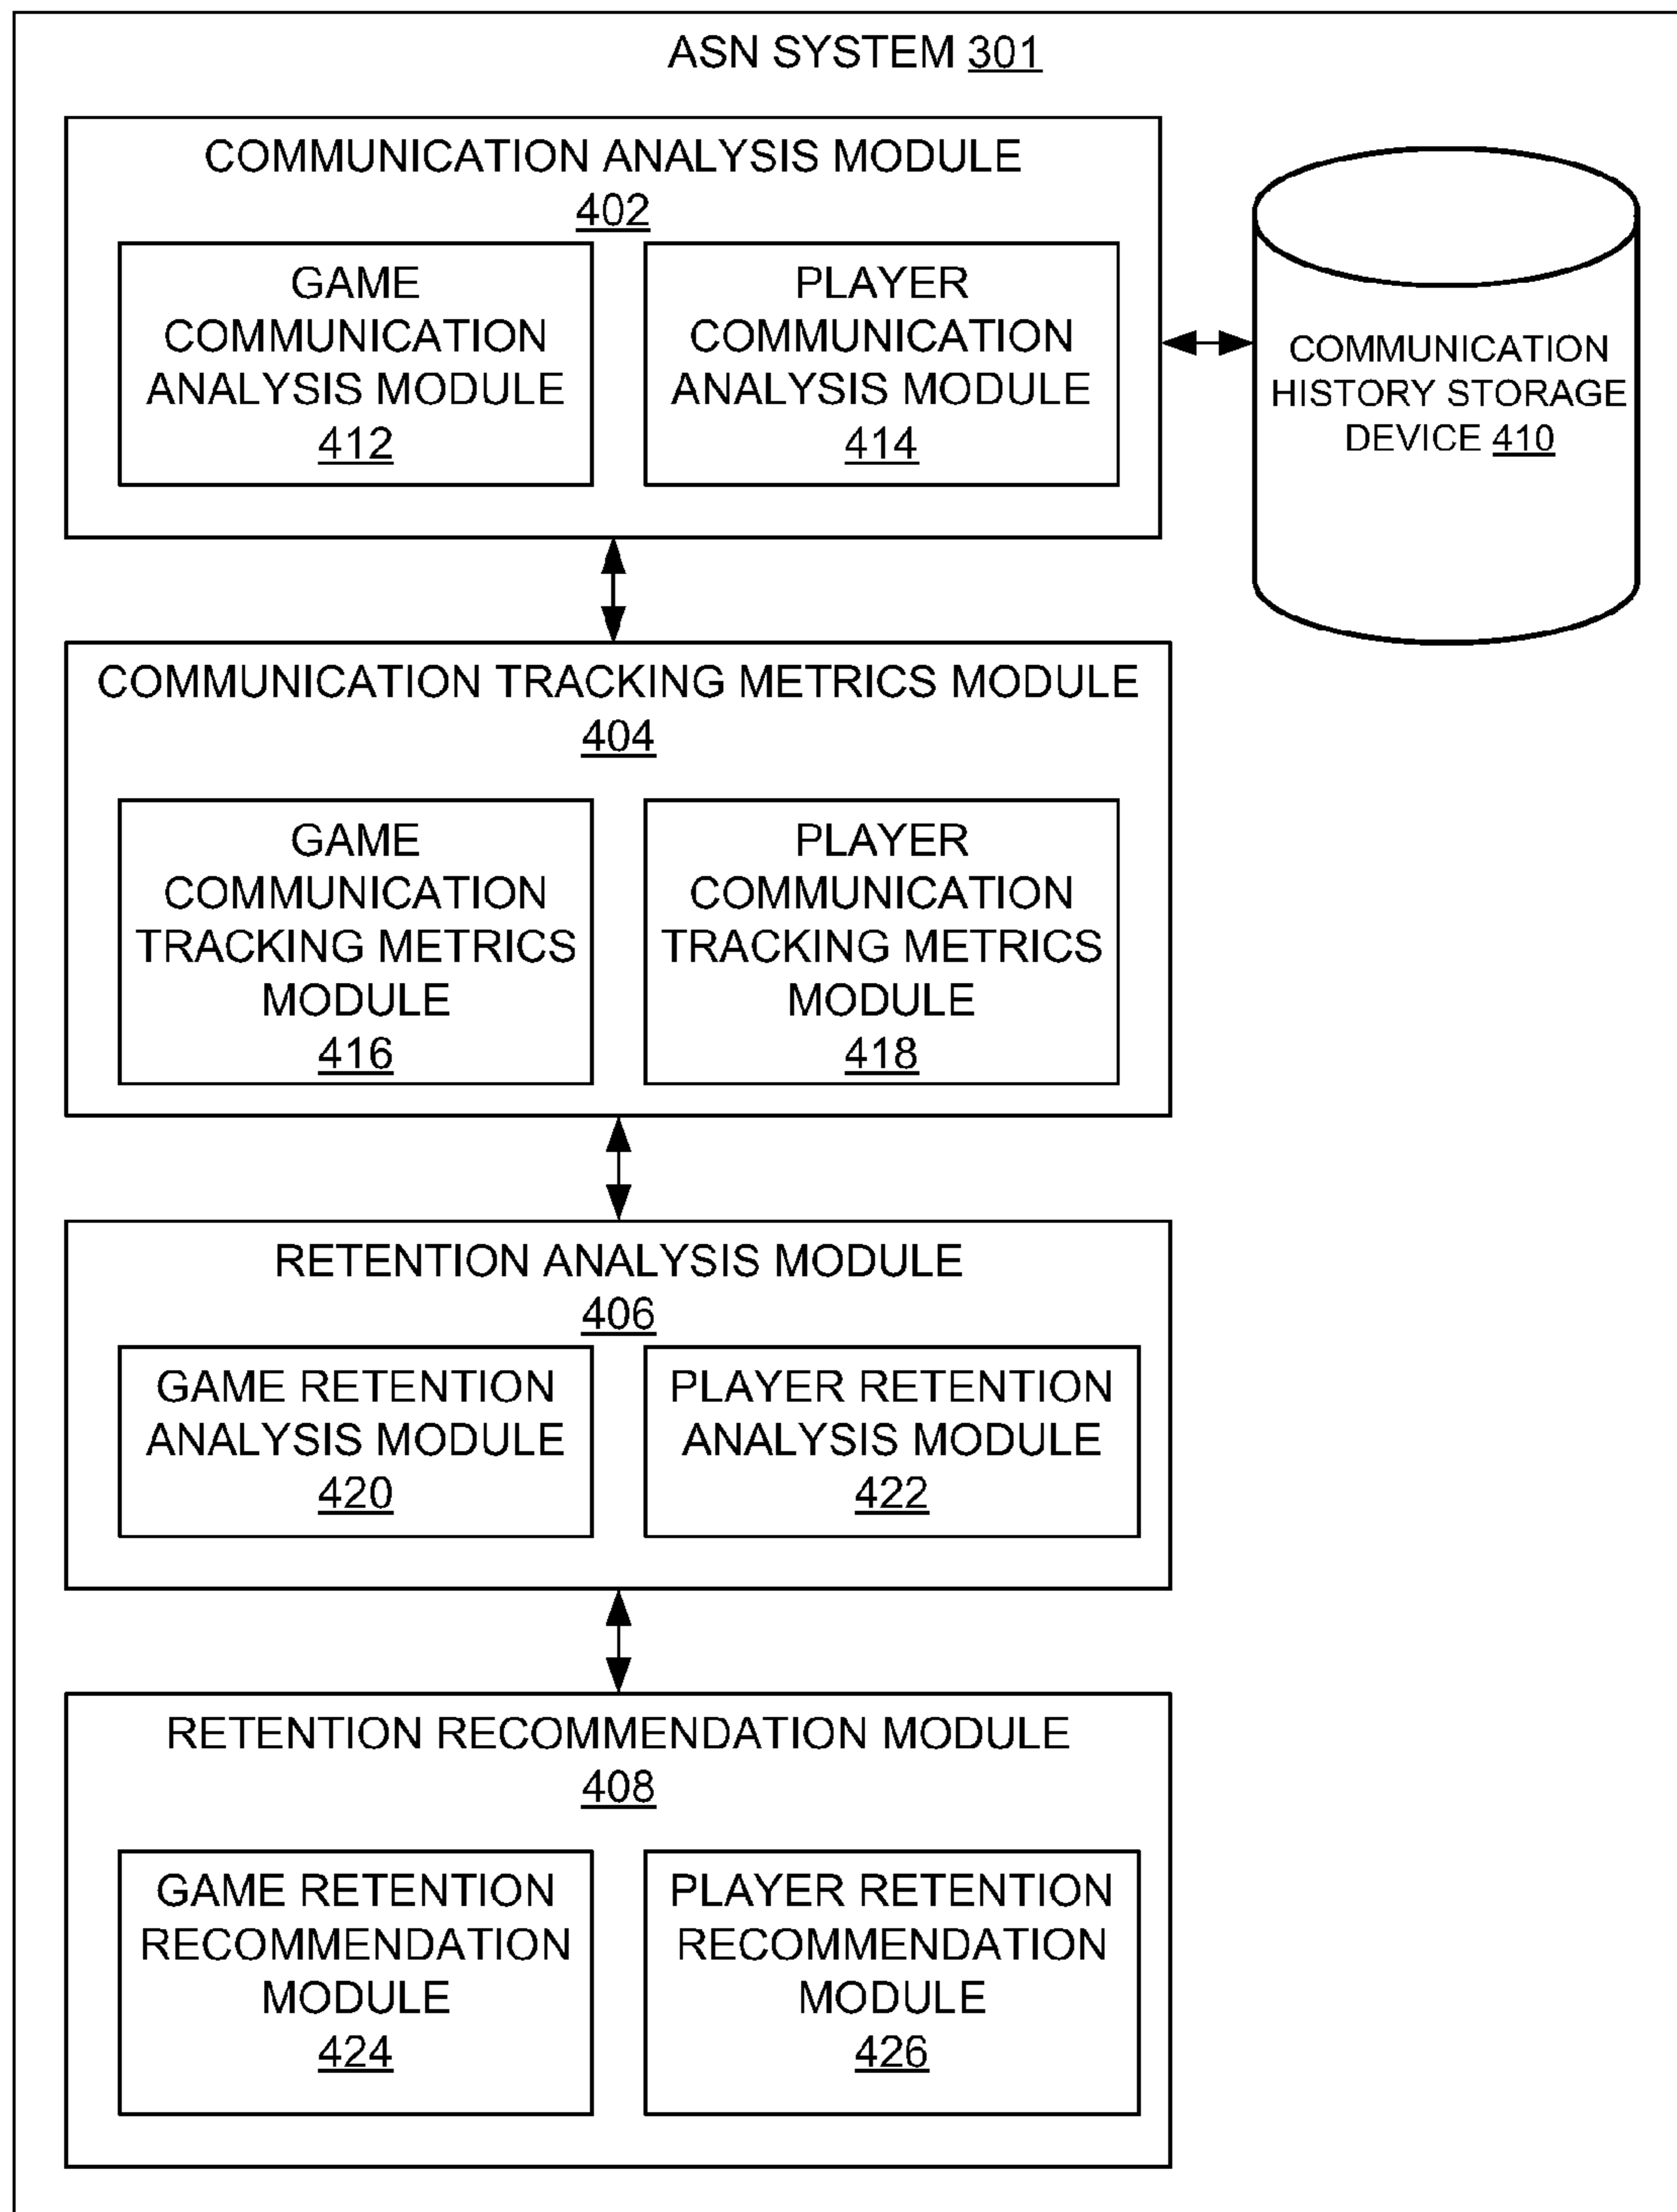 ASN SYSTEM 301
COMMUNICATION ANALYSIS MODULE
402
GAME
COMMUNICATION
ANALYSIS MODULE
412
PLAYER
COMMUNICATION
ANALYSIS MODULE
414
COMMUNICATION
HISTORY STORAGE
DEVICE 410
COMMUNICATION TRACKING METRICS MODULE
404
GAME
COMMUNICATION
TRACKING METRICS
MODULE
416
PLAYER
COMMUNICATION
TRACKING METRICS
MODULE
418
RETENTION ANALYSIS MODULE
406
GAME RETENTION
ANALYSIS MODULE
420
PLAYER RETENTION
ANALYSIS MODULE
422
RETENTION RECOMMENDATION MODULE
408
GAME RETENTION
RECOMMENDATION
MODULE
424
PLAYER RETENTION
RECOMMENDATION
MODULE
426